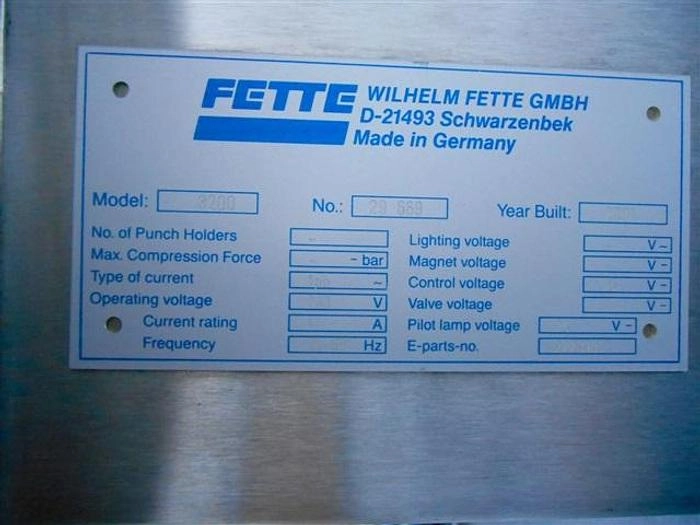 FETTE WILHELM FETTE GMBH
D-21493 Schwarzenbek
Made in Germany
Model: 3200 No.: 29 669 Year Built:
No. of Punch Holders
Max. Compression Force - bar
Type of current ~
Operating voltage V
Current rating A
Frequency Hz
Lighting voltage V~
Magnet voltage V-
Control voltage V-
Valve voltage V-
Pilot lamp voltage V-
E-parts-no.